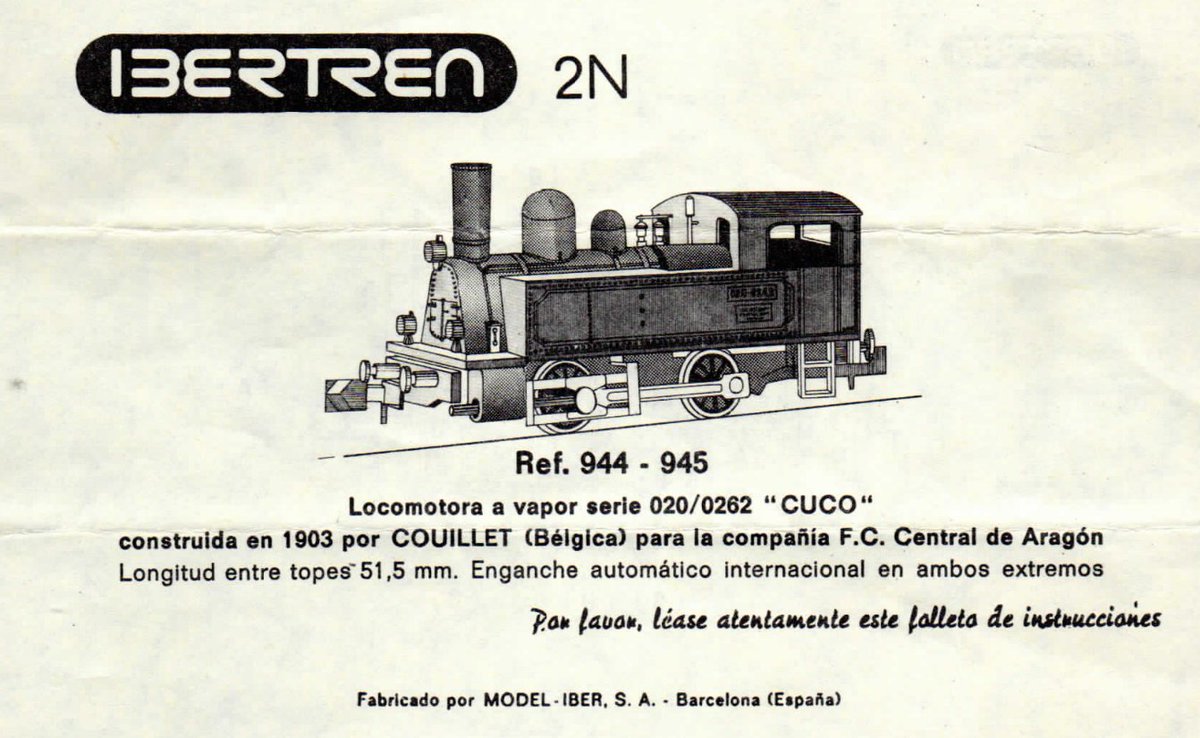 IBERTREN 2N
Ref. 944 - 945
Locomotora a vapor serie 020/0262 "CUCO"
construida en 1903 por COUILLET (Bélgica) para la compañía F.C. Central de Aragón
Longitud entre topes 51,5 mm. Enganche automático internacional en ambos extremos
Por favor, léase atentamente este folleto de instrucciones
Fabricado por MODEL-IBER, S. A. - Barcelona (España)